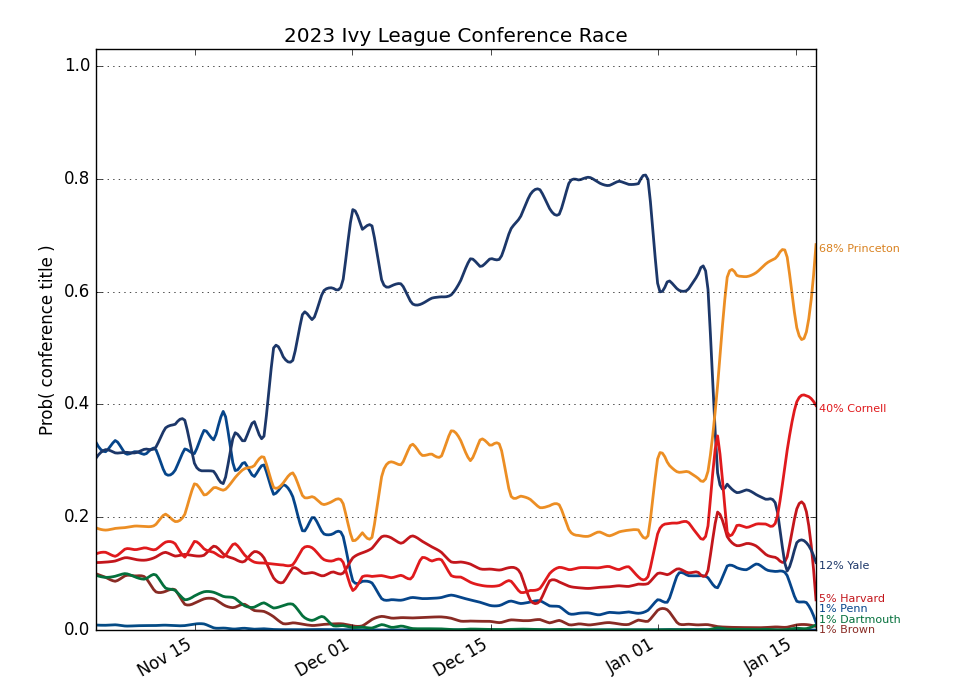 2023 Ivy League Conference Race
Prob( conference title )
1.0
0.8
0.6
0.4
0.2
0.0
Nov 15
Dec 01
Dec 15
Jan 01
Jan 15
68% Princeton
40% Cornell
12% Yale
5% Harvard
1% Penn
1% Dartmouth
1% Brown